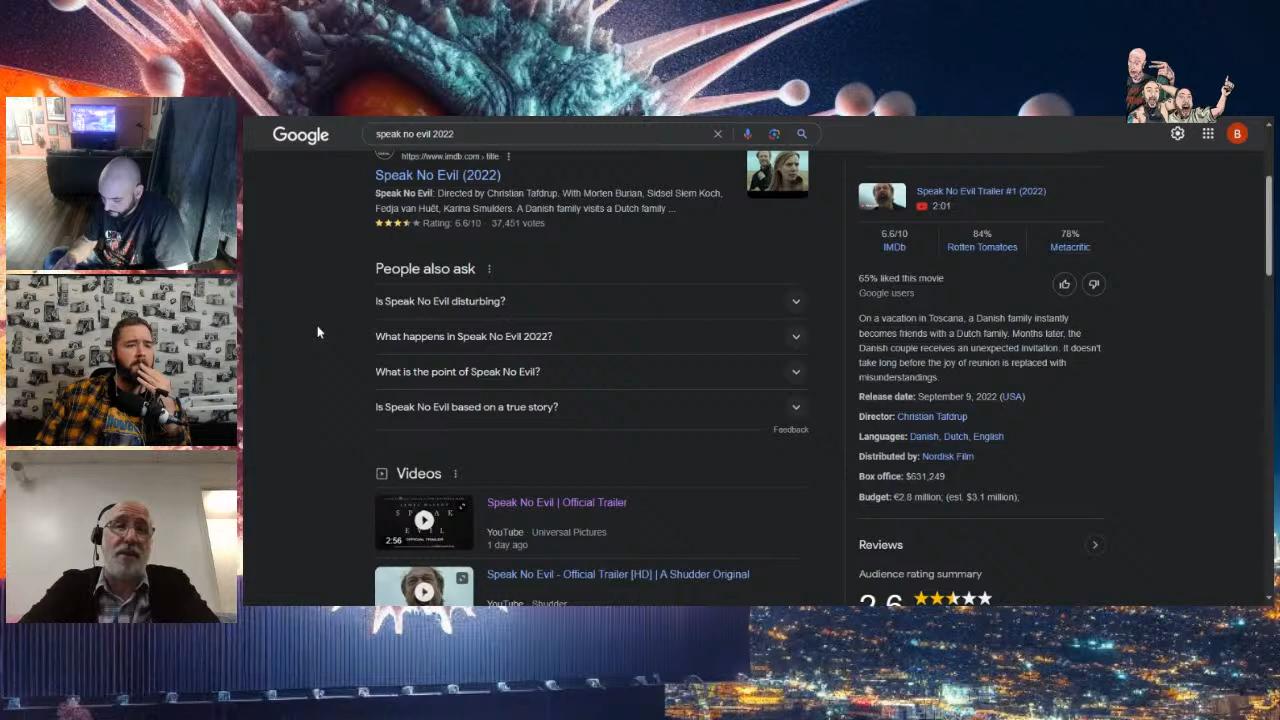 Google
speak no evil 2022
B
https://www.imdb.com › title
Speak No Evil (2022)
Speak No Evil: Directed by Christian Tafdrup. With Morten Burian, Sidsel Siem Koch,
Fedja van Huêt, Karina Smulders. A Danish family visits a Dutch family ...
Rating: 6.6/10 · 37,451 votes
People also ask
Is Speak No Evil disturbing?
What happens in Speak No Evil 2022?
What is the point of Speak No Evil?
Is Speak No Evil based on a true story?
Feedback
Videos
SPEAK
EVIL
OFFICIAL TRAILER
2:56
Speak No Evil | Official Trailer
YouTube · Universal Pictures
1 day ago
Speak No Evil - Official Trailer [HD] | A Shudder Original
YouTube · Shudder
Speak No Evil Trailer #1 (2022)
2:01
6.6/10
IMDb
84%
Rotten Tomatoes
78%
Metacritic
65% liked this movie
Google users
On a vacation in Toscana, a Danish family instantly
becomes friends with a Dutch family. Months later, the
Danish couple receives an unexpected invitation. It doesn't
take long before the joy of reunion is replaced with
misunderstandings.
Release date: September 9, 2022 (USA)
Director: Christian Tafdrup
Languages: Danish, Dutch, English
Distributed by: Nordisk Film
Box office: $631,249
Budget: €2.8 million; (est. $3.1 million);
Reviews
Audience rating summary
2.6